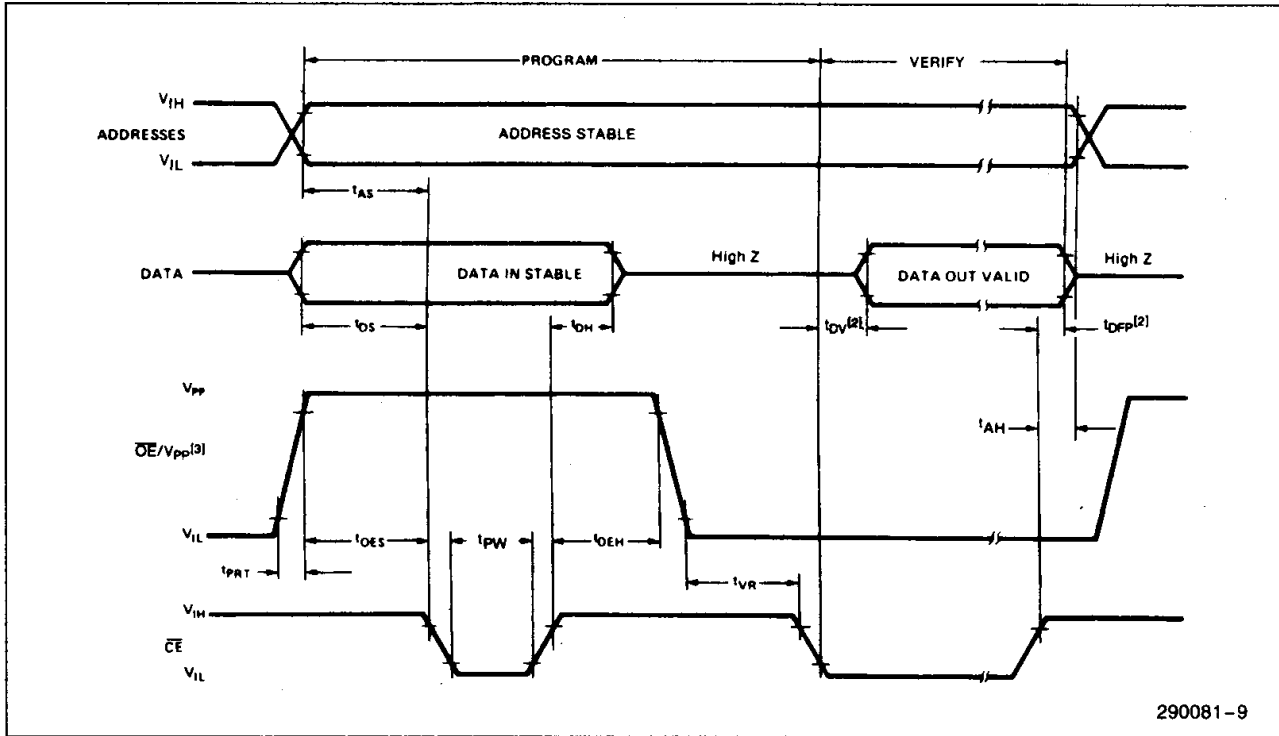 PROGRAM
VERIFY
VIH
ADDRESSES
ADDRESS STABLE
VIL
tAS
DATA
DATA IN STABLE
High Z
DATA OUT VALID
High Z
tDS
tDH
tDV[2]
tDFP[2]
VPP
tAH
OE/VPP[3]
VIL
tOES
tPW
tOEH
tPRT
tVR
VIH
CE
VIL
290081-9